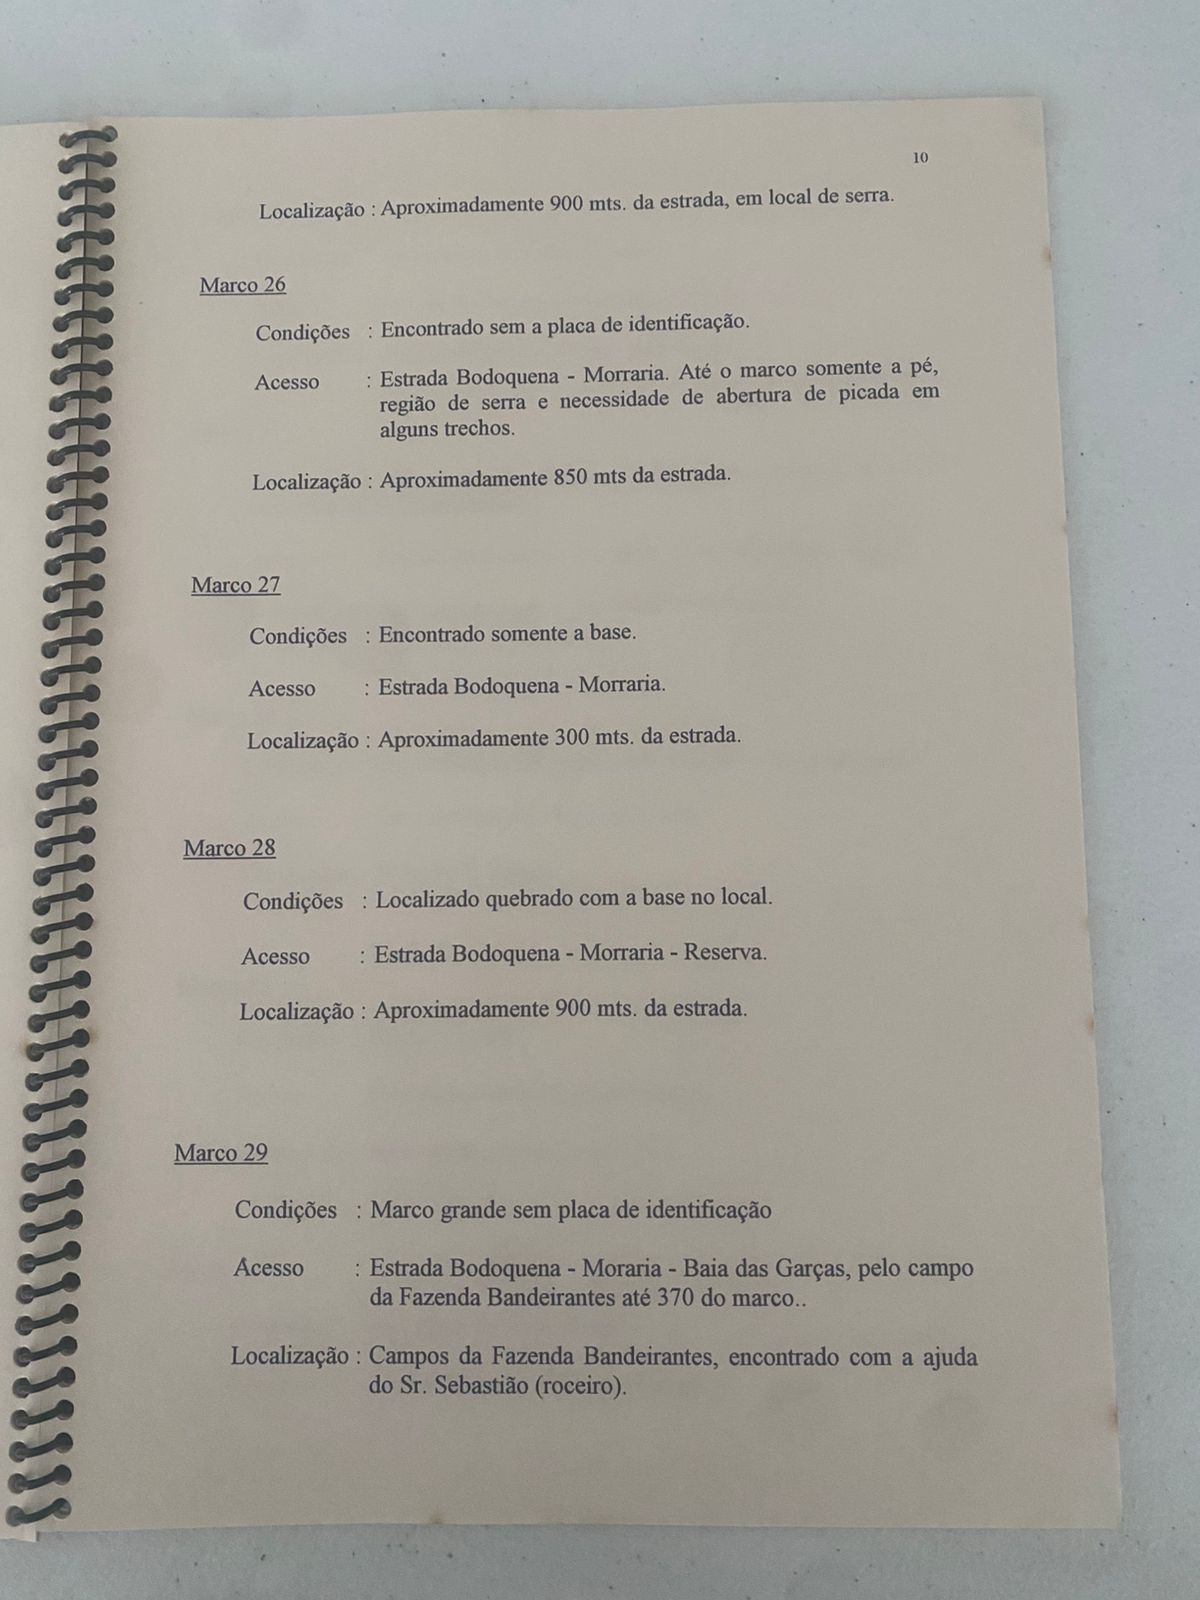 10
Localização : Aproximadamente 900 mts. da estrada, em local de serra.
Marco 26
Condições : Encontrado sem a placa de identificação.
Acesso : Estrada Bodoquena - Morraria. Até o marco somente a pé,
região de serra e necessidade de abertura de picada em
alguns trechos.
Localização : Aproximadamente 850 mts da estrada.
Marco 27
Condições : Encontrado somente a base.
Acesso : Estrada Bodoquena - Morraria.
Localização : Aproximadamente 300 mts. da estrada.
Marco 28
Condições : Localizado quebrado com a base no local.
Acesso : Estrada Bodoquena - Morraria - Reserva.
Localização : Aproximadamente 900 mts. da estrada.
Marco 29
Condições : Marco grande sem placa de identificação
Acesso : Estrada Bodoquena - Moraria - Baia das Garças, pelo campo
da Fazenda Bandeirantes até 370 do marco..
Localização : Campos da Fazenda Bandeirantes, encontrado com a ajuda
do Sr. Sebastião (roceiro).